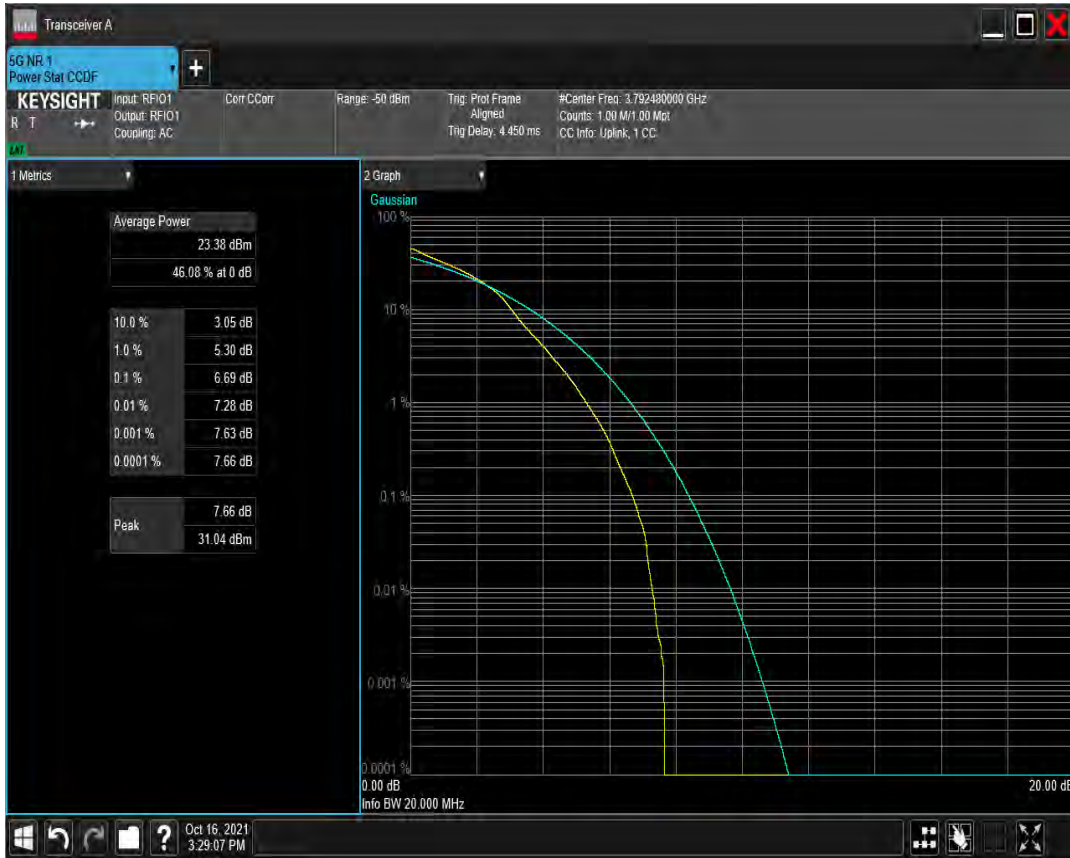 Transceiver A
5G NR 1
Power Stat CCDF
+
KEYSIGHT
R T
LXI
Input: RFIO1
Output: RFIO1
Coupling: AC
Corr CCorr
Range: -50 dBm
Trig: Prot Frame
Aligned
Trig Delay: 4.450 ms
#Center Freq: 3.792480000 GHz
Counts: 1.00 M/1.00 Mpt
CC Info: Uplink, 1 CC
1 Metrics
Average Power
23.38 dBm
46.08 % at 0 dB
10.0 % 3.05 dB
1.0 % 5.30 dB
0.1 % 6.69 dB
0.01 % 7.28 dB
0.001 % 7.63 dB
0.0001 % 7.66 dB
Peak 7.66 dB
31.04 dBm
2 Graph
Gaussian
100 %
10 %
1 %
0.1 %
0.01 %
0.001 %
0.0001 %
0.00 dB 20.00 dB
Info BW 20.000 MHz
?
Oct 16, 2021
3:29:07 PM